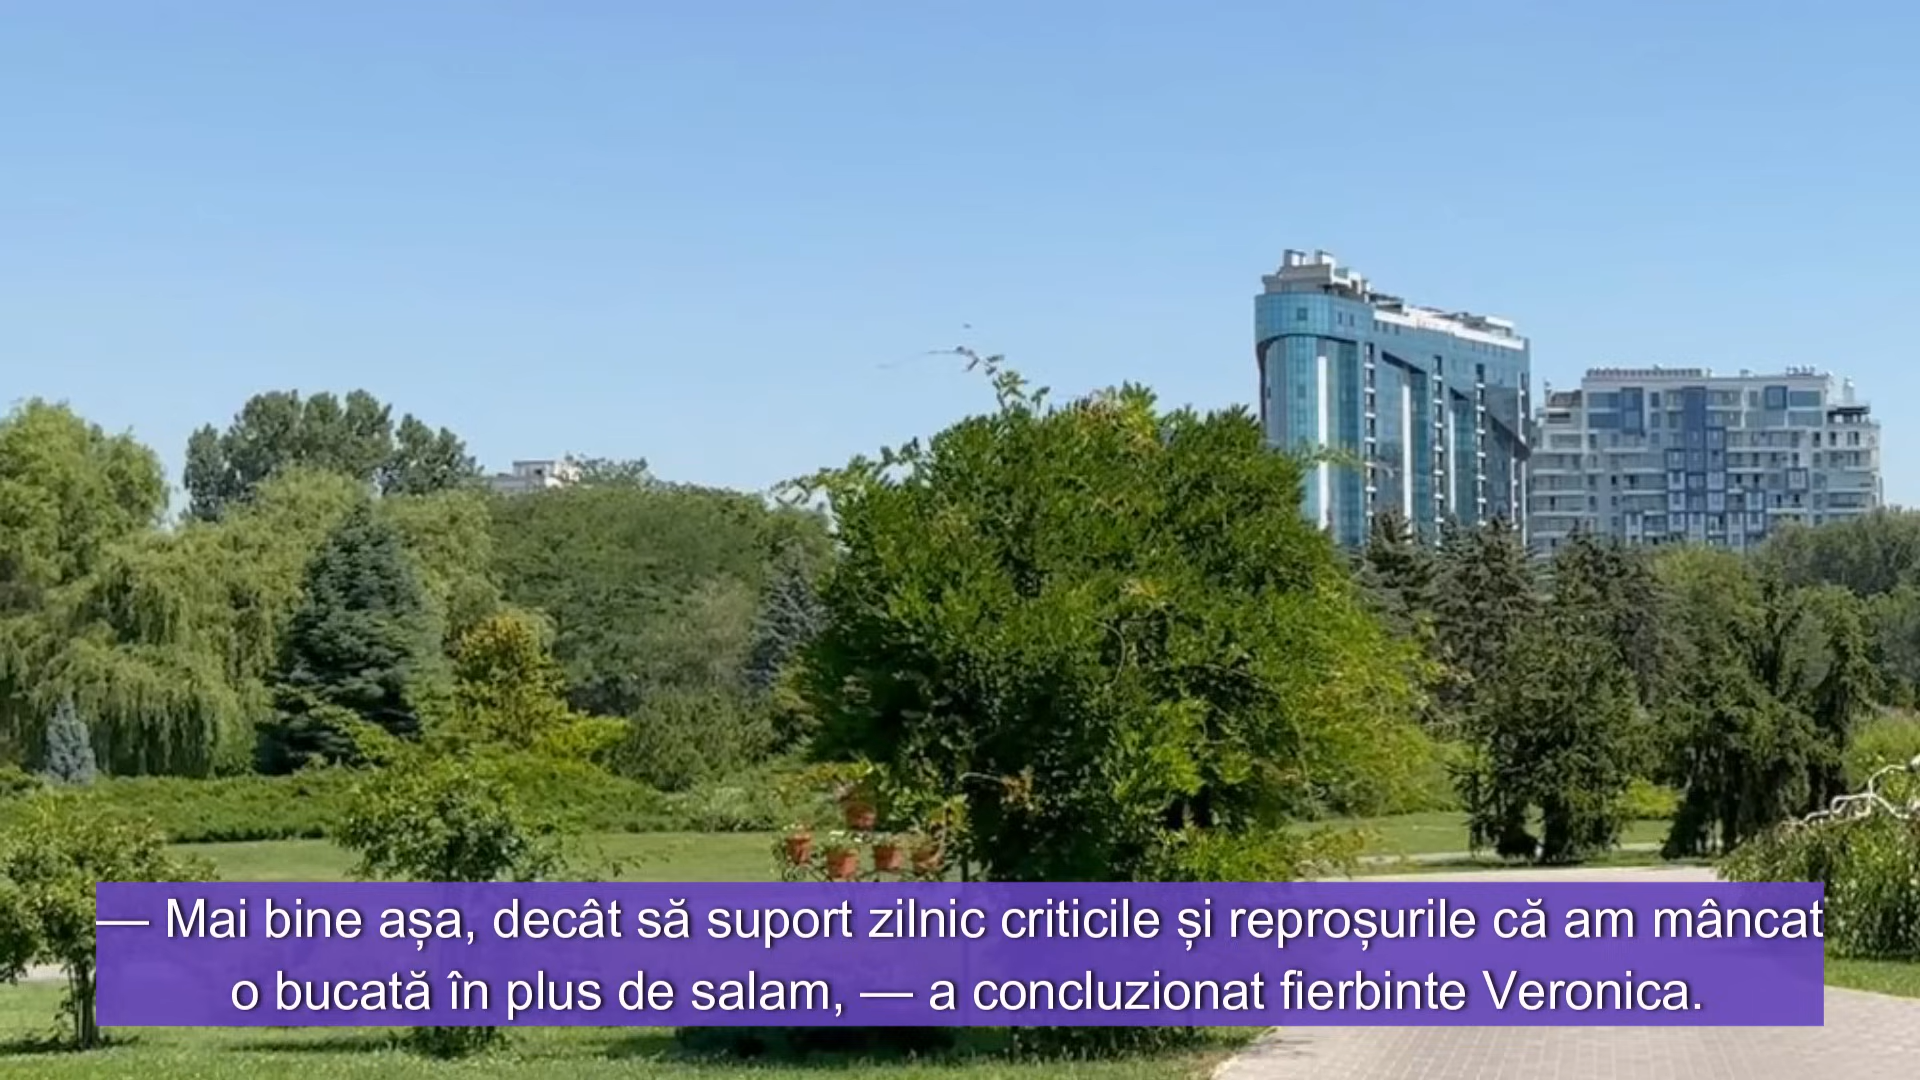 — Mai bine așa, decât să suport zilnic criticile și reproșurile că am mâncat
o bucată în plus de salam, — a concluzionat fierbinte Veronica.